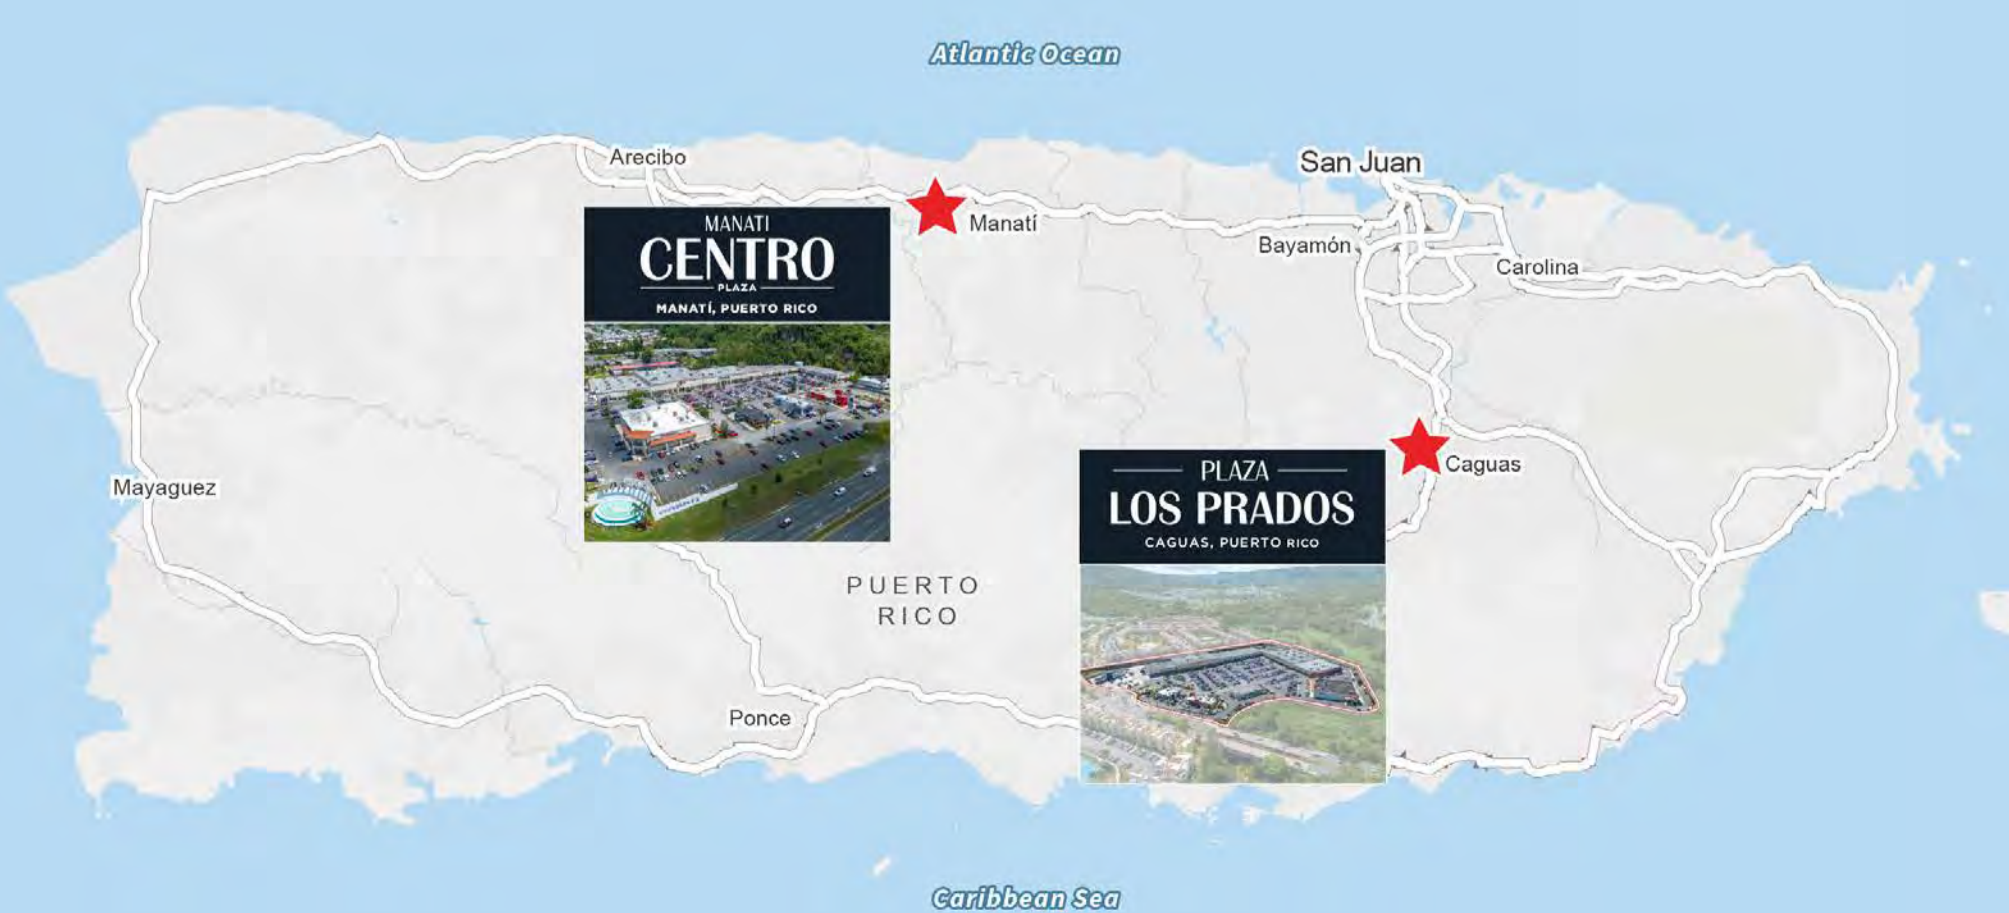 Atlantic Ocean
Arecibo
San Juan
Manatí
Bayamón
Carolina
MANATI
CENTRO
PLAZA
MANATÍ, PUERTO RICO
Caguas
PLAZA
LOS PRADOS
CAGUAS, PUERTO RICO
Mayaguez
PUERTO
RICO
Ponce
Caribbean Sea